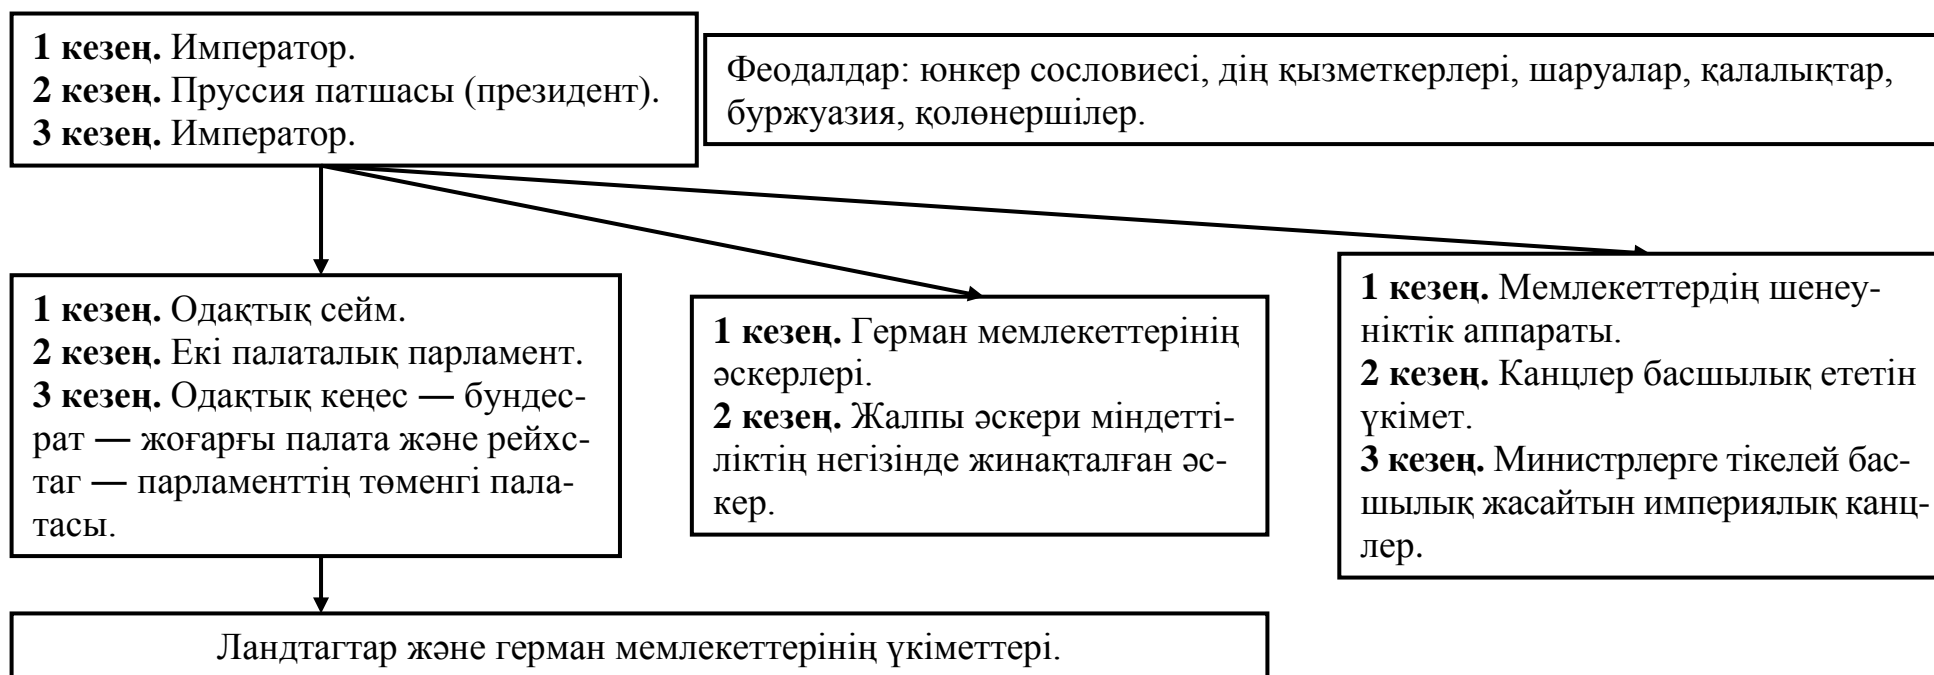 1 кезең. Император.
2 кезең. Пруссия патшасы (президент).
3 кезең. Император.
Феодалдар: юнкер сословиесі, дін қызметкерлері, шаруалар, қалалықтар,
буржуазия, қолөнершілер.
1 кезең. Одақтық сейм.
2 кезең. Екі палаталық парламент.
3 кезең. Одақтық кеңес — бундес-
рат — жоғарғы палата және рейхс-
таг — парламенттің төменгі пала-
тасы.
1 кезең. Герман мемлекеттерінің
әскерлері.
2 кезең. Жалпы әскери міндетті-
ліктің негізінде жинақталған әс-
кер.
1 кезең. Мемлекеттердің шенеу-
ніктік аппараты.
2 кезең. Канцлер басшылық ететін
үкімет.
3 кезең. Министрлерге тікелей бас-
шылық жасайтын империялық канц-
лер.
Ландтагтар және герман мемлекеттерінің үкіметтері.